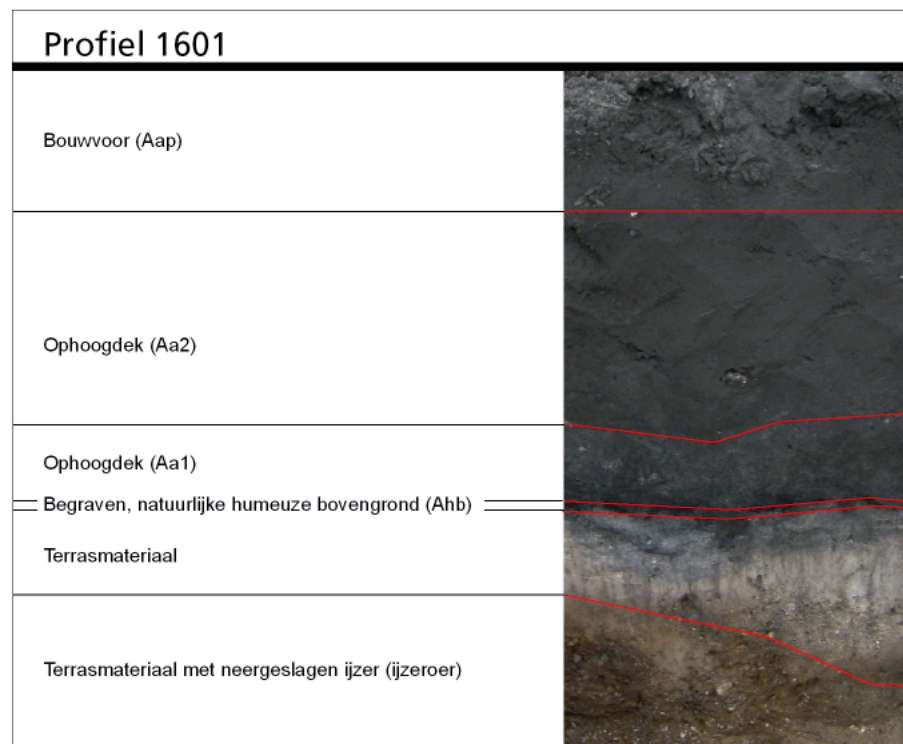 Profiel 1601
Bouwvoor (Aap)
Ophoogdek (Aa2)
Ophoogdek (Aa1)
Begraven, natuurlijke humeuze bovengrond (Ahb)
Terrasmateriaal
Terrasmateriaal met neergeslagen ijzer (ijzeroer)